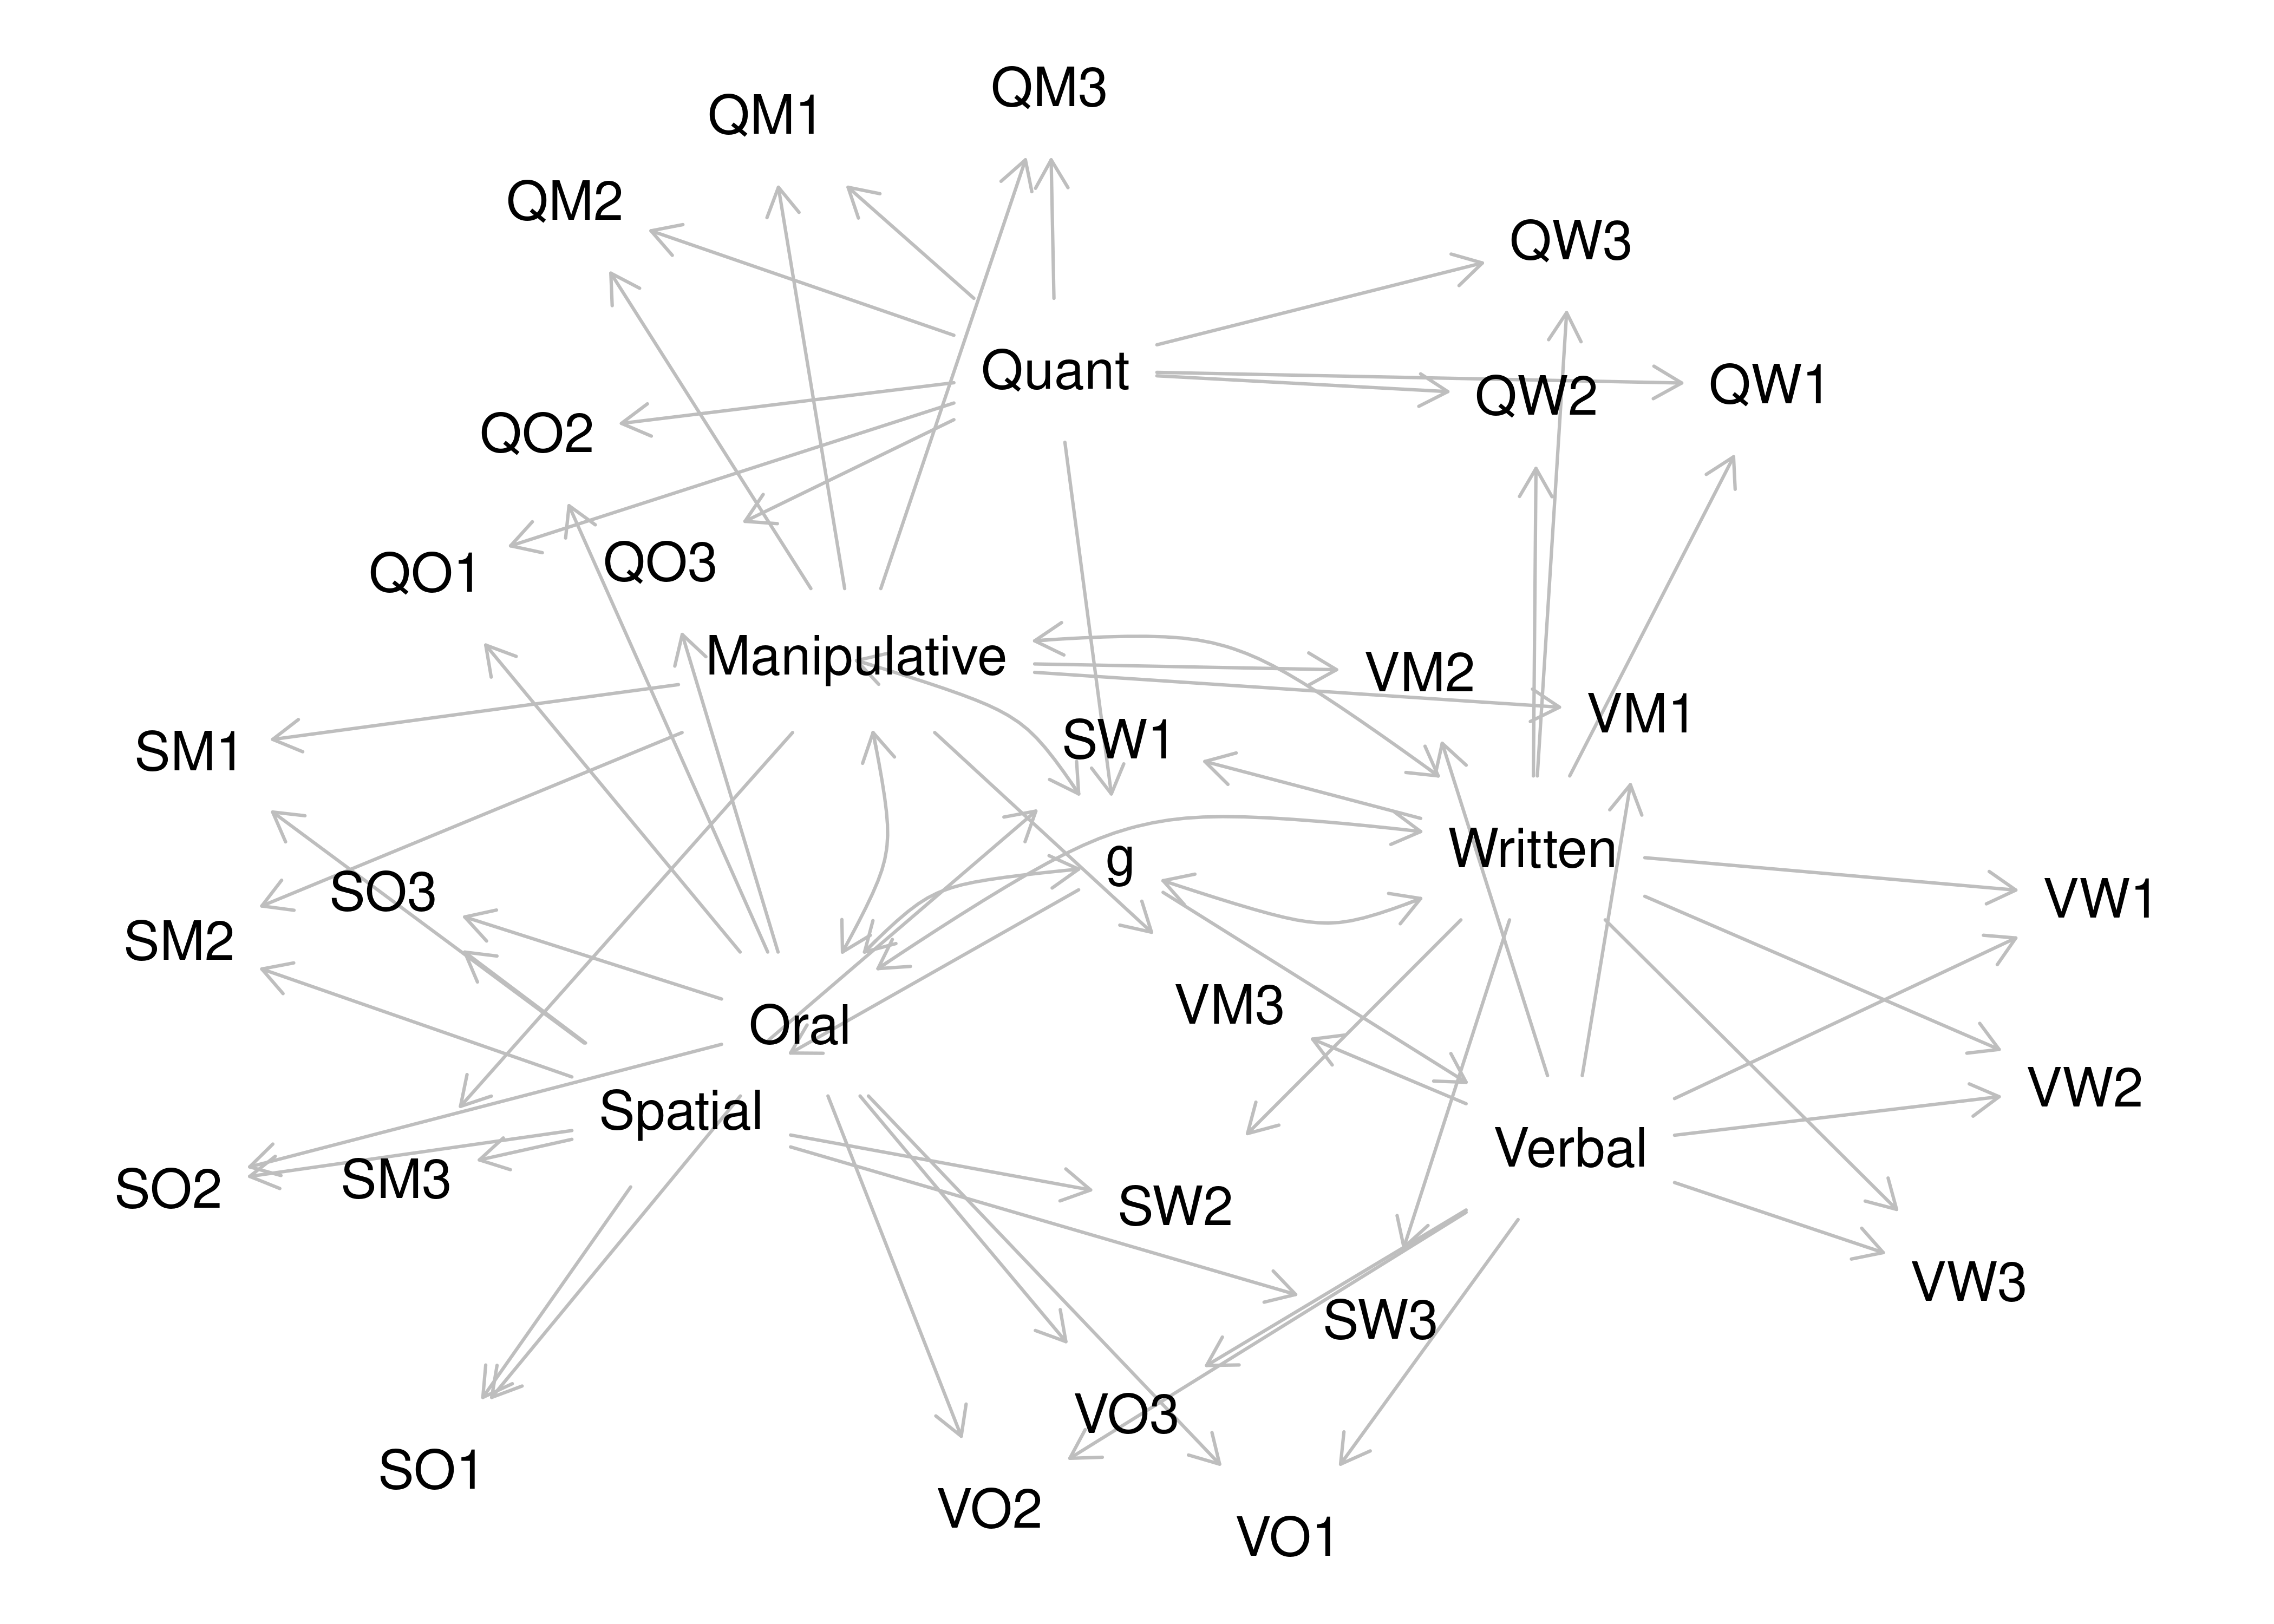 QM3
QM1
QM2
QW3
Quant
QW1
QW2
QO2
QO3
QO1
Manipulative
VM2
VM1
SW1
SM1
Written
g
SO3
VW1
SM2
VM3
Oral
VW2
Spatial
Verbal
SM3
SO2
SW2
VW3
SW3
VO3
SO1
VO2
VO1